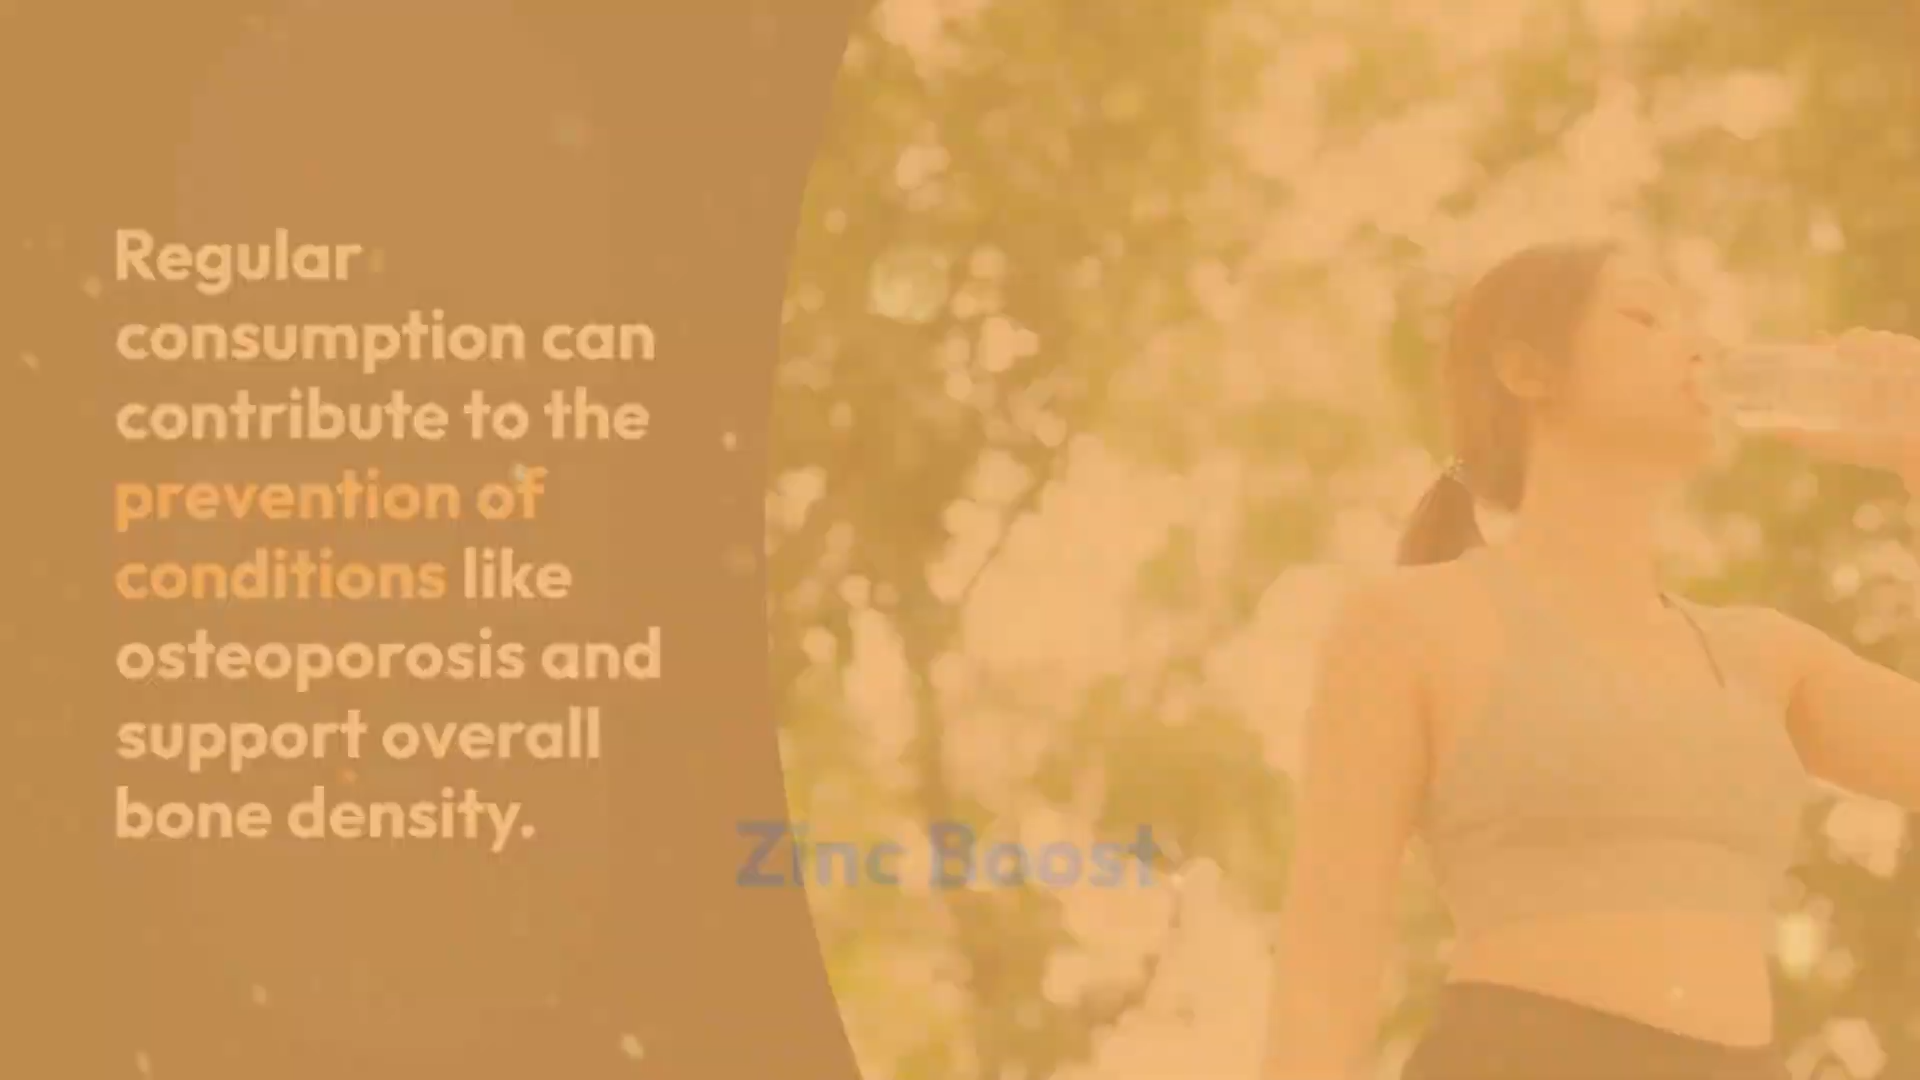 Regular
consumption can
contribute to the
prevention of
conditions like
osteoporosis and
support overall
bone density.
Zinc Boost